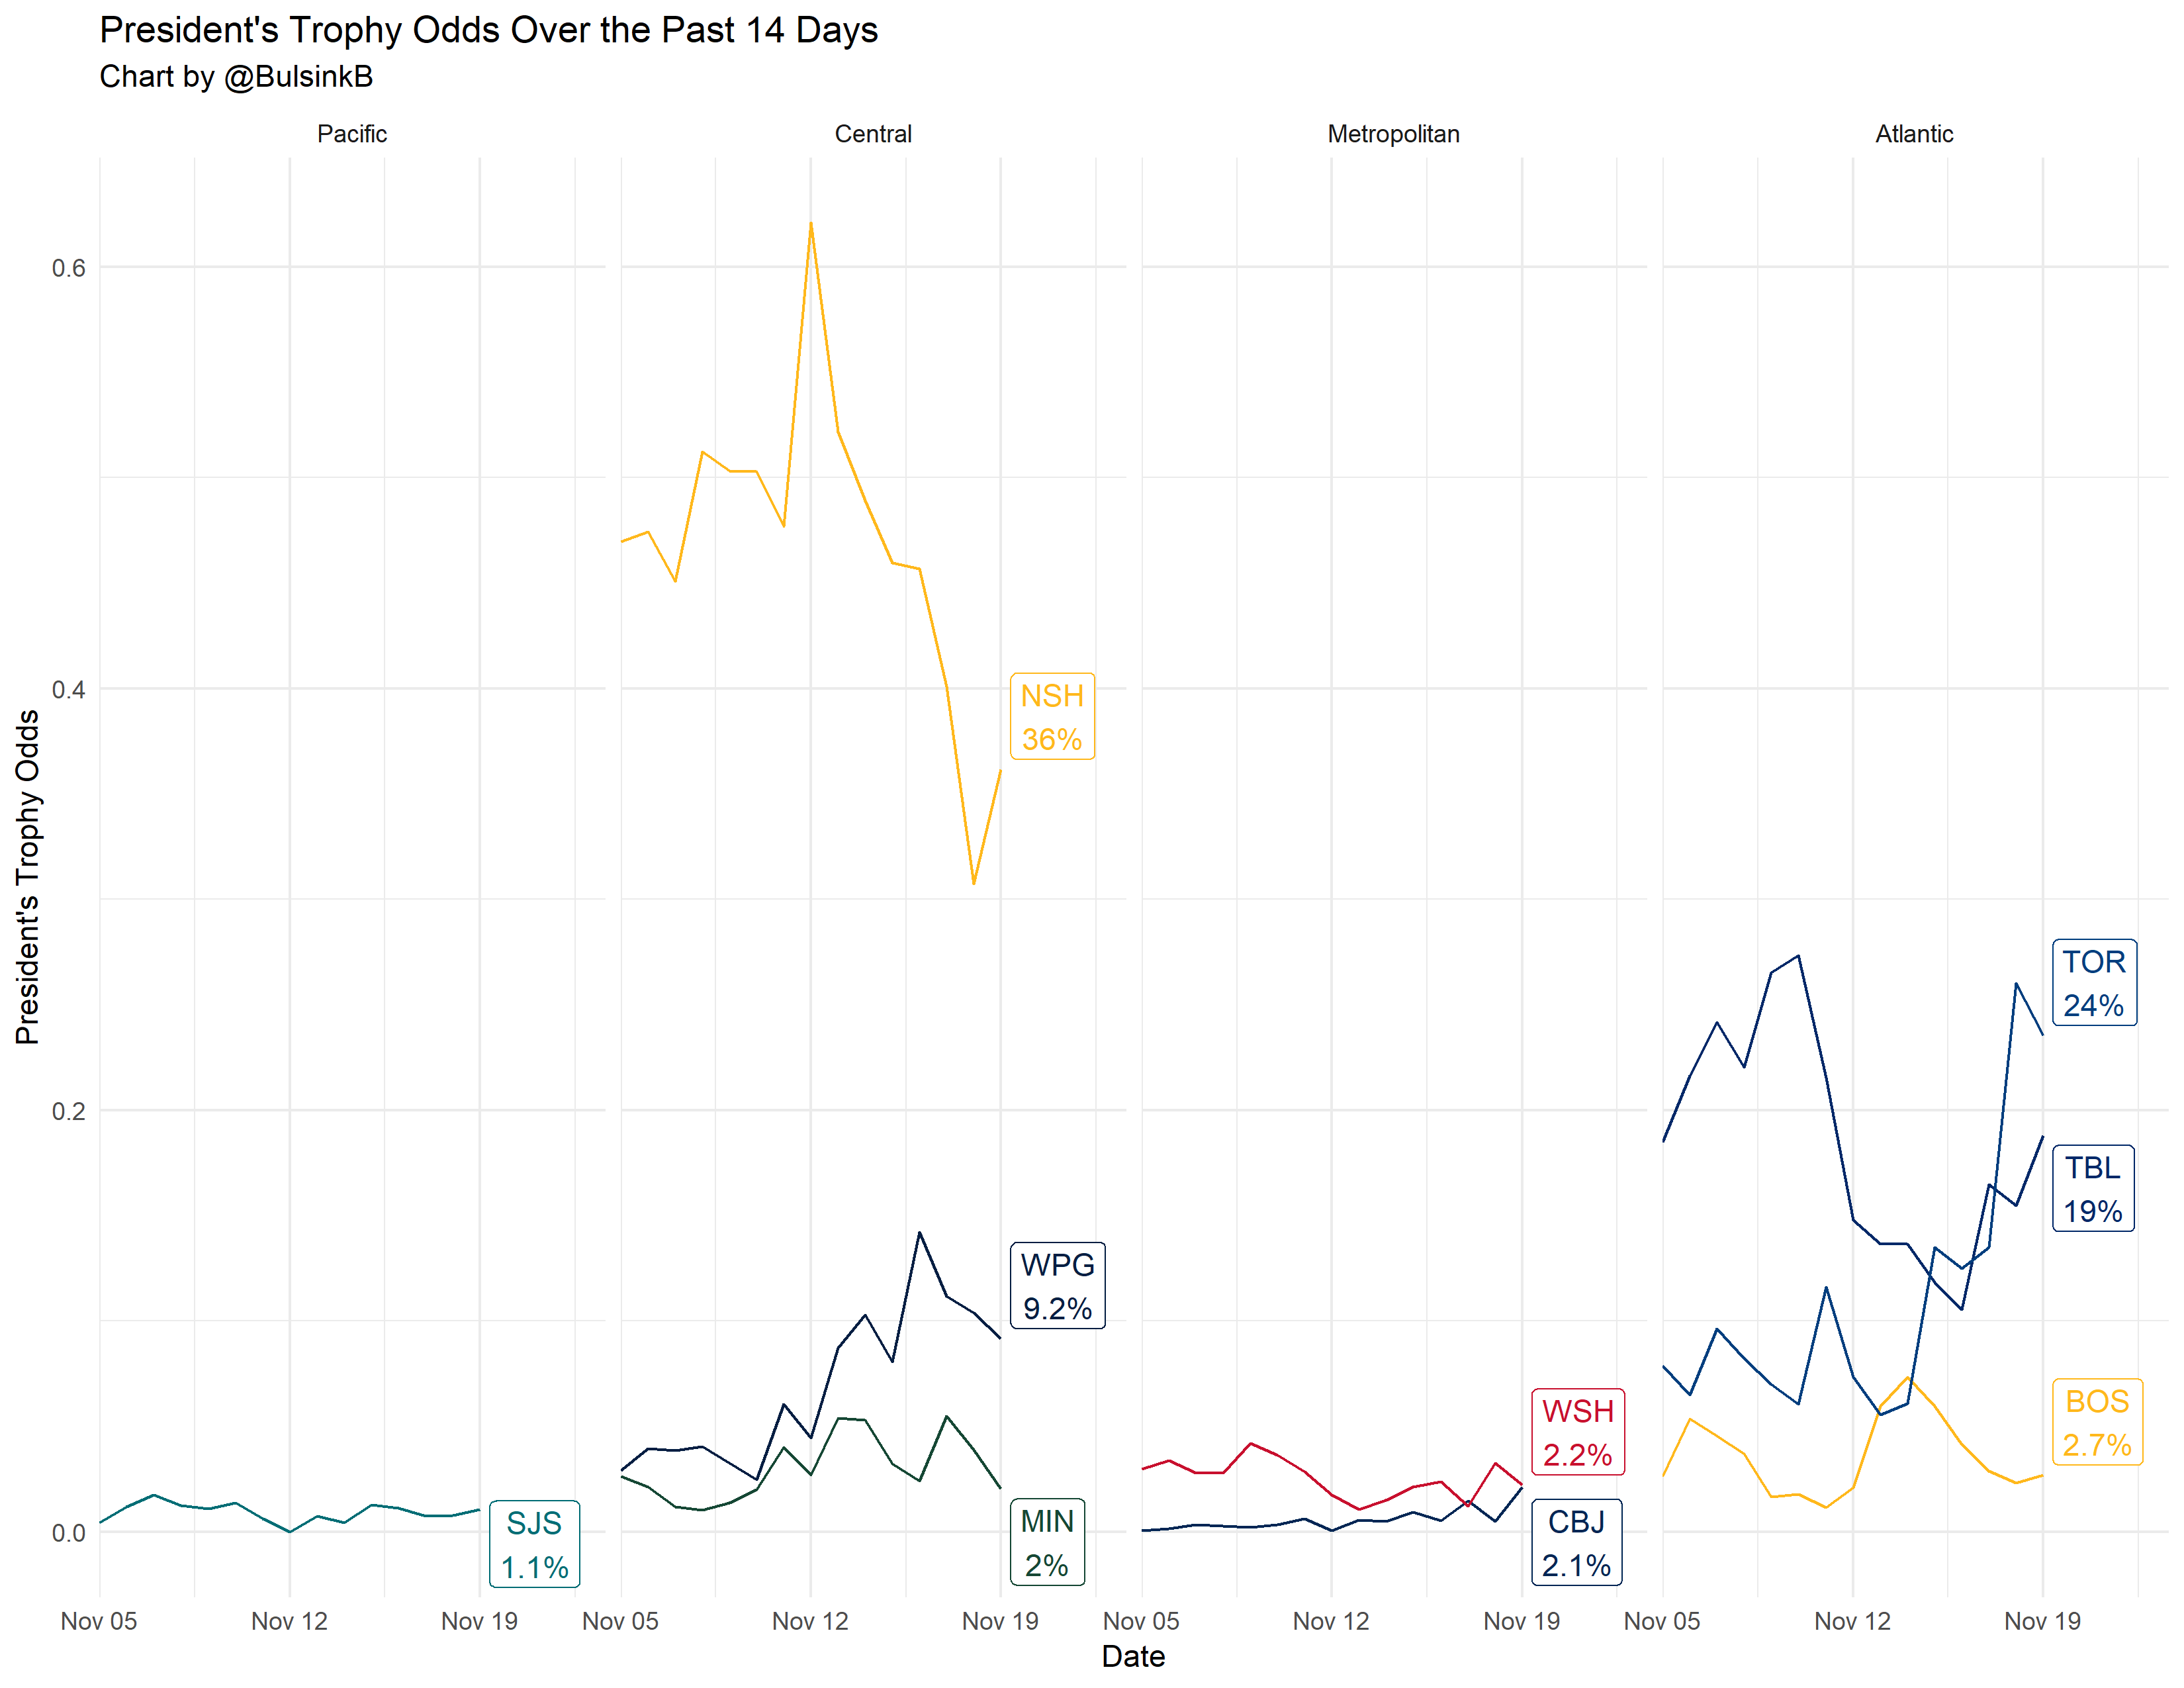 President's Trophy Odds Over the Past 14 Days
Chart by @BulsinkB
Pacific
Central
Metropolitan
Atlantic
President's Trophy Odds
0.6
0.4
0.2
0.0
NSH
36%
TOR
24%
TBL
19%
WPG
9.2%
WSH
2.2%
BOS
2.7%
SJS
1.1%
MIN
2%
CBJ
2.1%
Nov 05
Nov 12
Nov 19
Nov 05
Nov 12
Nov 19
Nov 05
Nov 12
Nov 19
Nov 05
Nov 12
Nov 19
Date